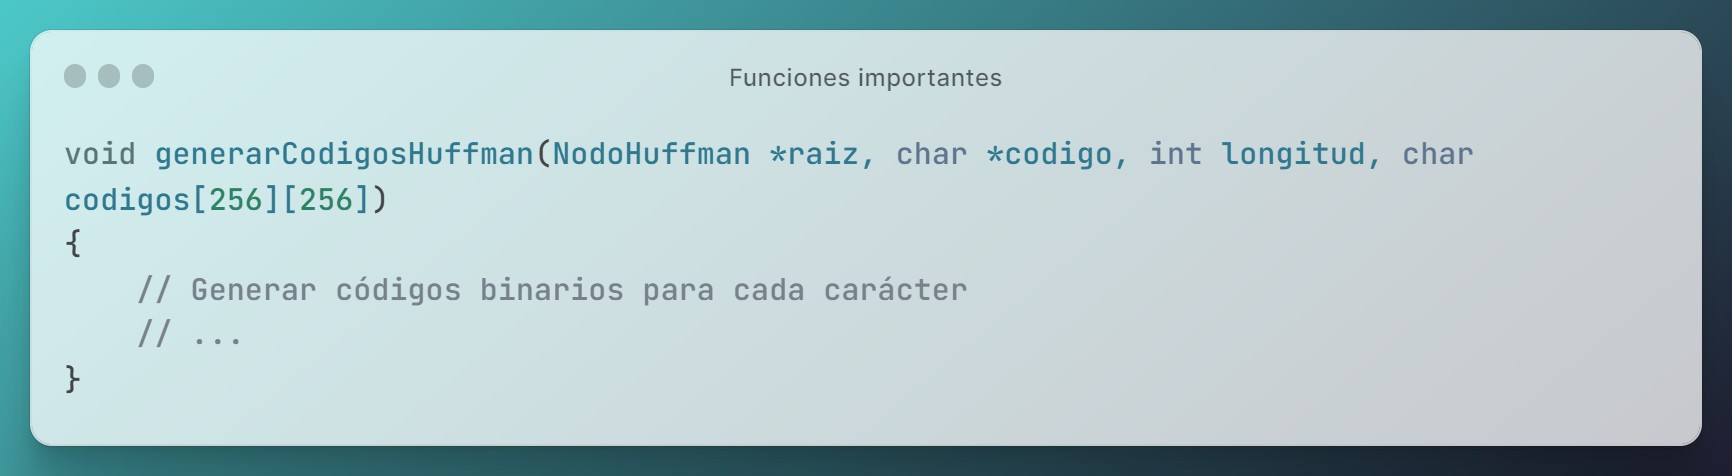 Funciones importantes
void generarCodigosHuffman(NodoHuffman *raiz, char *codigo, int longitud, char
codigos[256][256])
{
    // Generar códigos binarios para cada carácter
    // ...
}